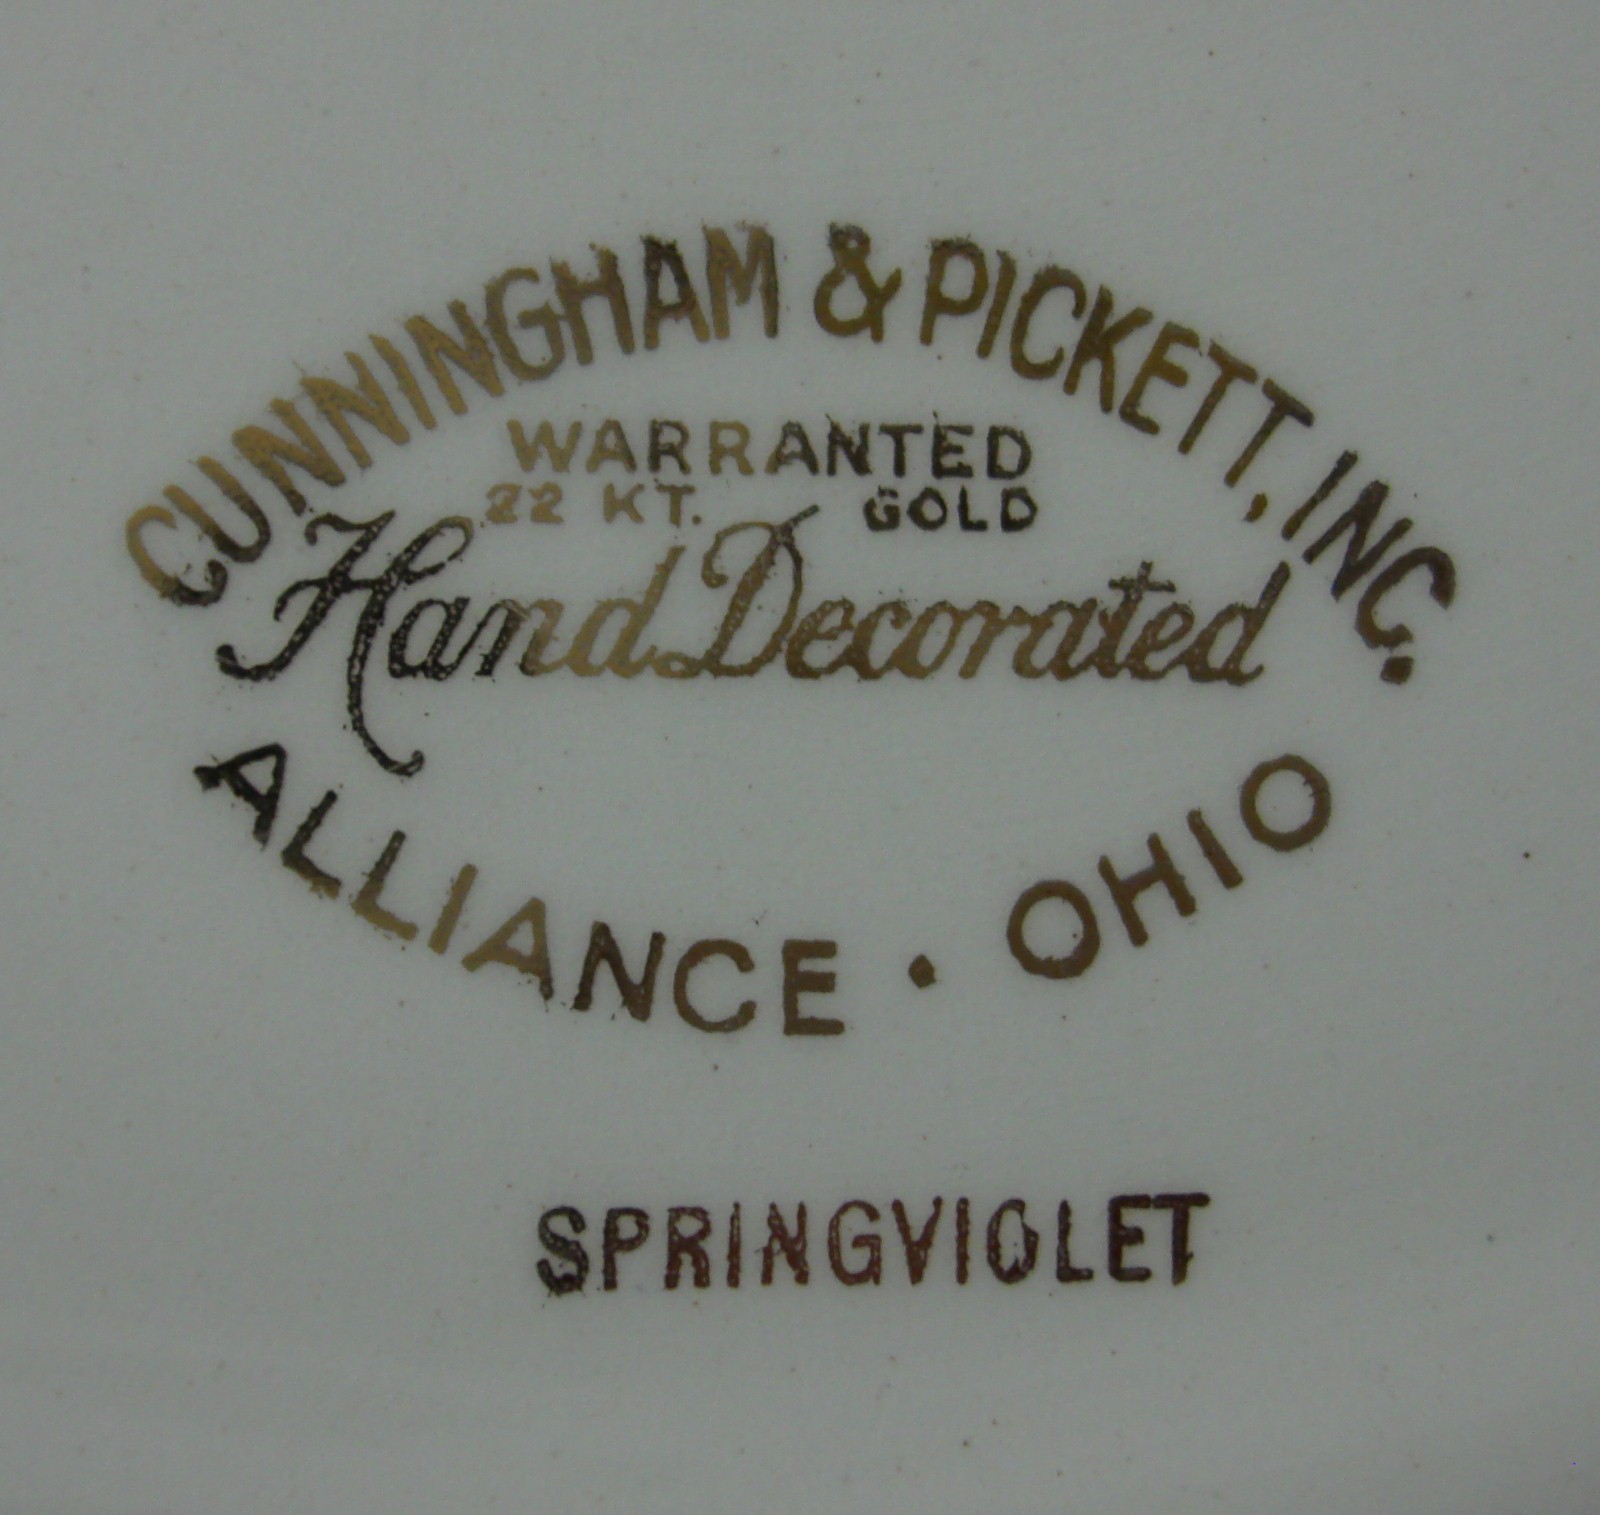 CUNNINGHAM & PICKETT, INC.
WARRANTED
22 KT. GOLD
Hand Decorated
ALLIANCE • OHIO
SPRINGVIOLET